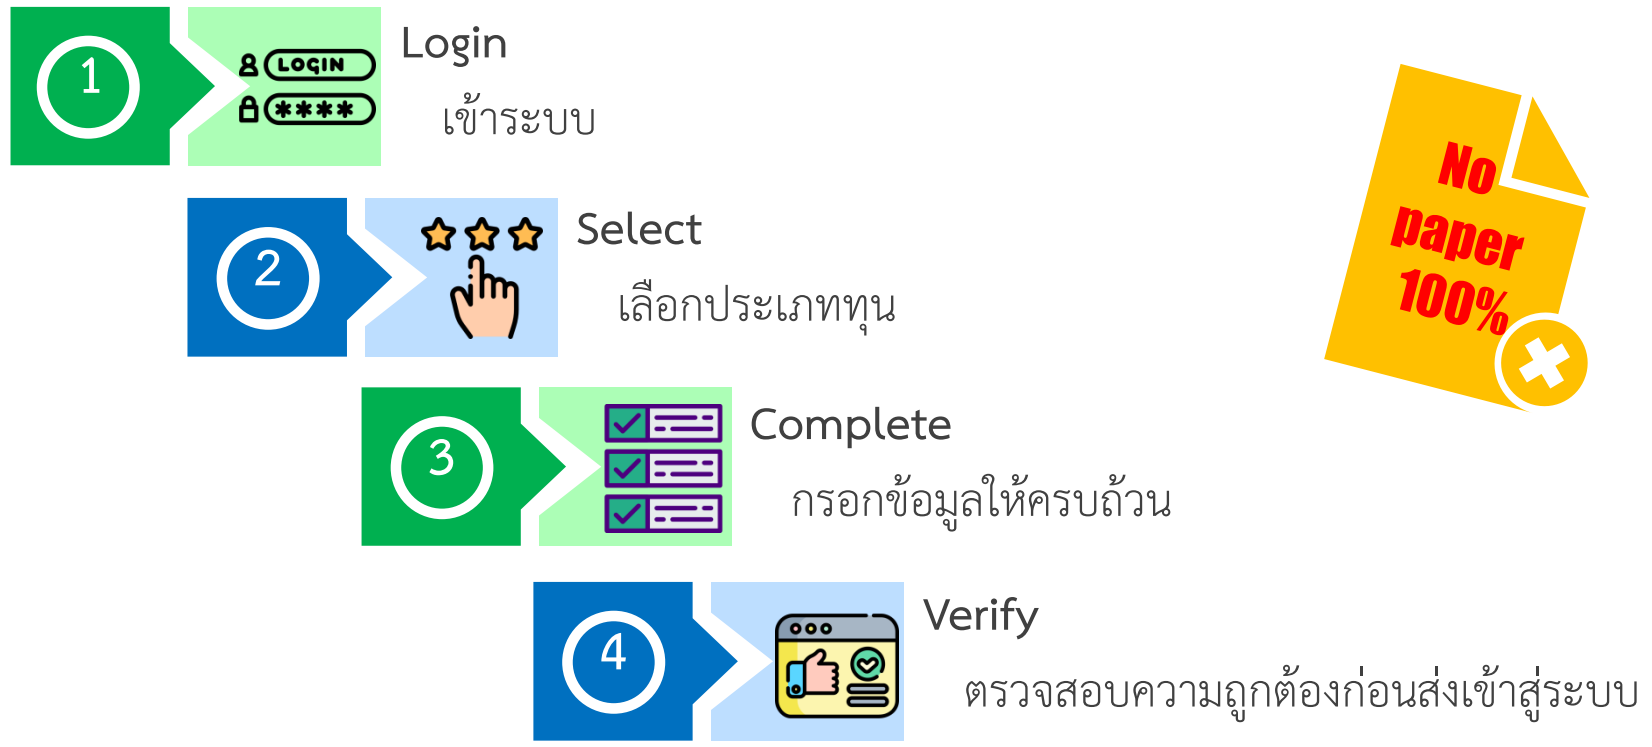 1
LOGIN
****
Login
เข้าระบบ
2
Select
เลือกประเภททุน
3
Complete
กรอกข้อมูลให้ครบถ้วน
4
Verify
ตรวจสอบความถูกต้องก่อนส่งเข้าสู่ระบบ
No
paper
100%